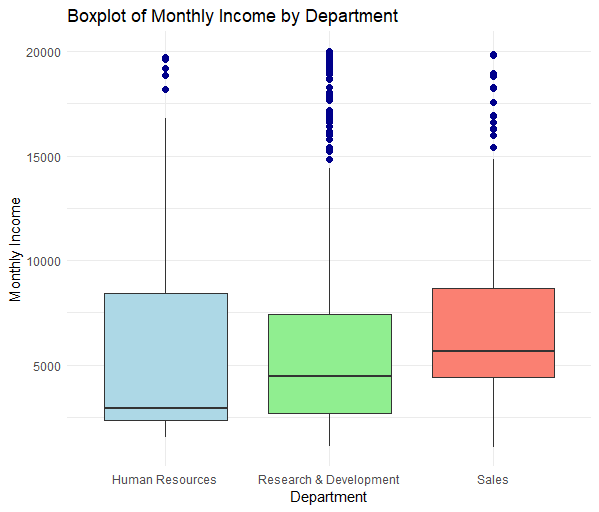 Boxplot of Monthly Income by Department
20000
15000
10000
5000
Monthly Income
Human Resources
Research & Development
Sales
Department